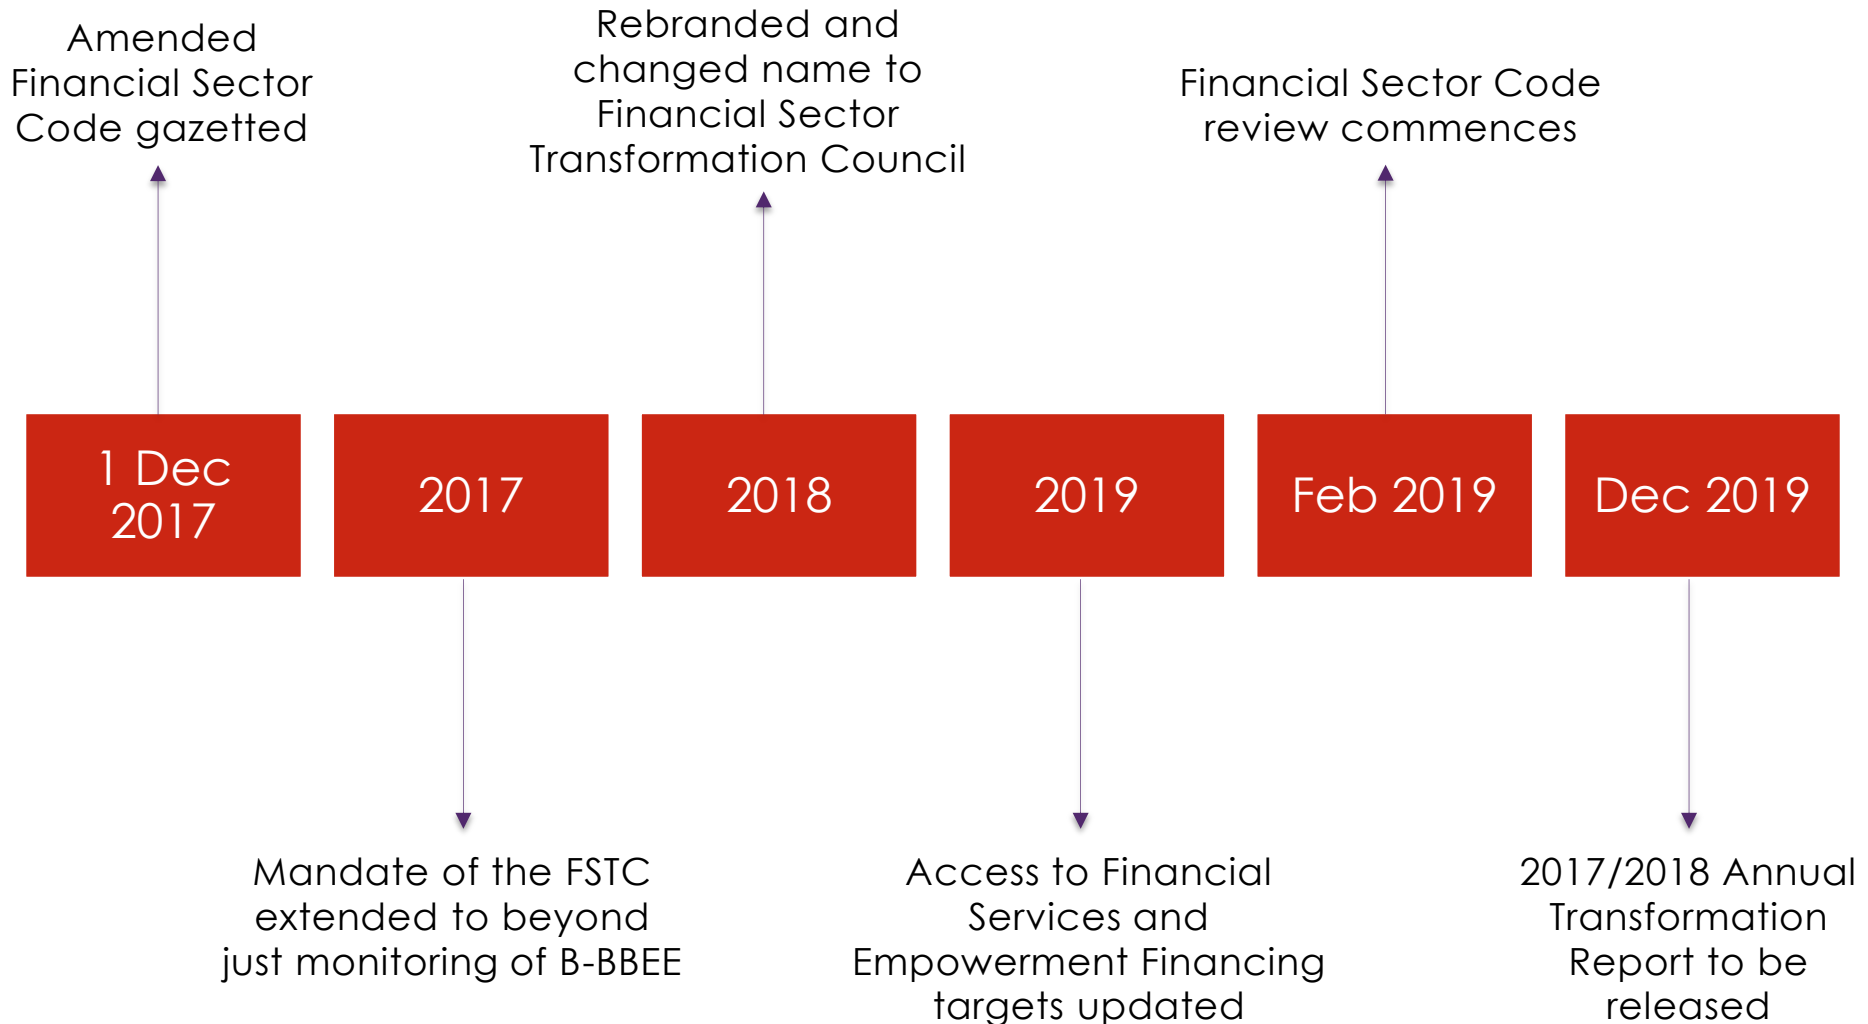 Amended
Financial Sector
Code gazetted
Rebranded and
changed name to
Financial Sector
Transformation Council
Financial Sector Code
review commences
1 Dec
2017
2017
2018
2019
Feb 2019
Dec 2019
Mandate of the FSTC
extended to beyond
just monitoring of B-BBEE
Access to Financial
Services and
Empowerment Financing
targets updated
2017/2018 Annual
Transformation
Report to be
released